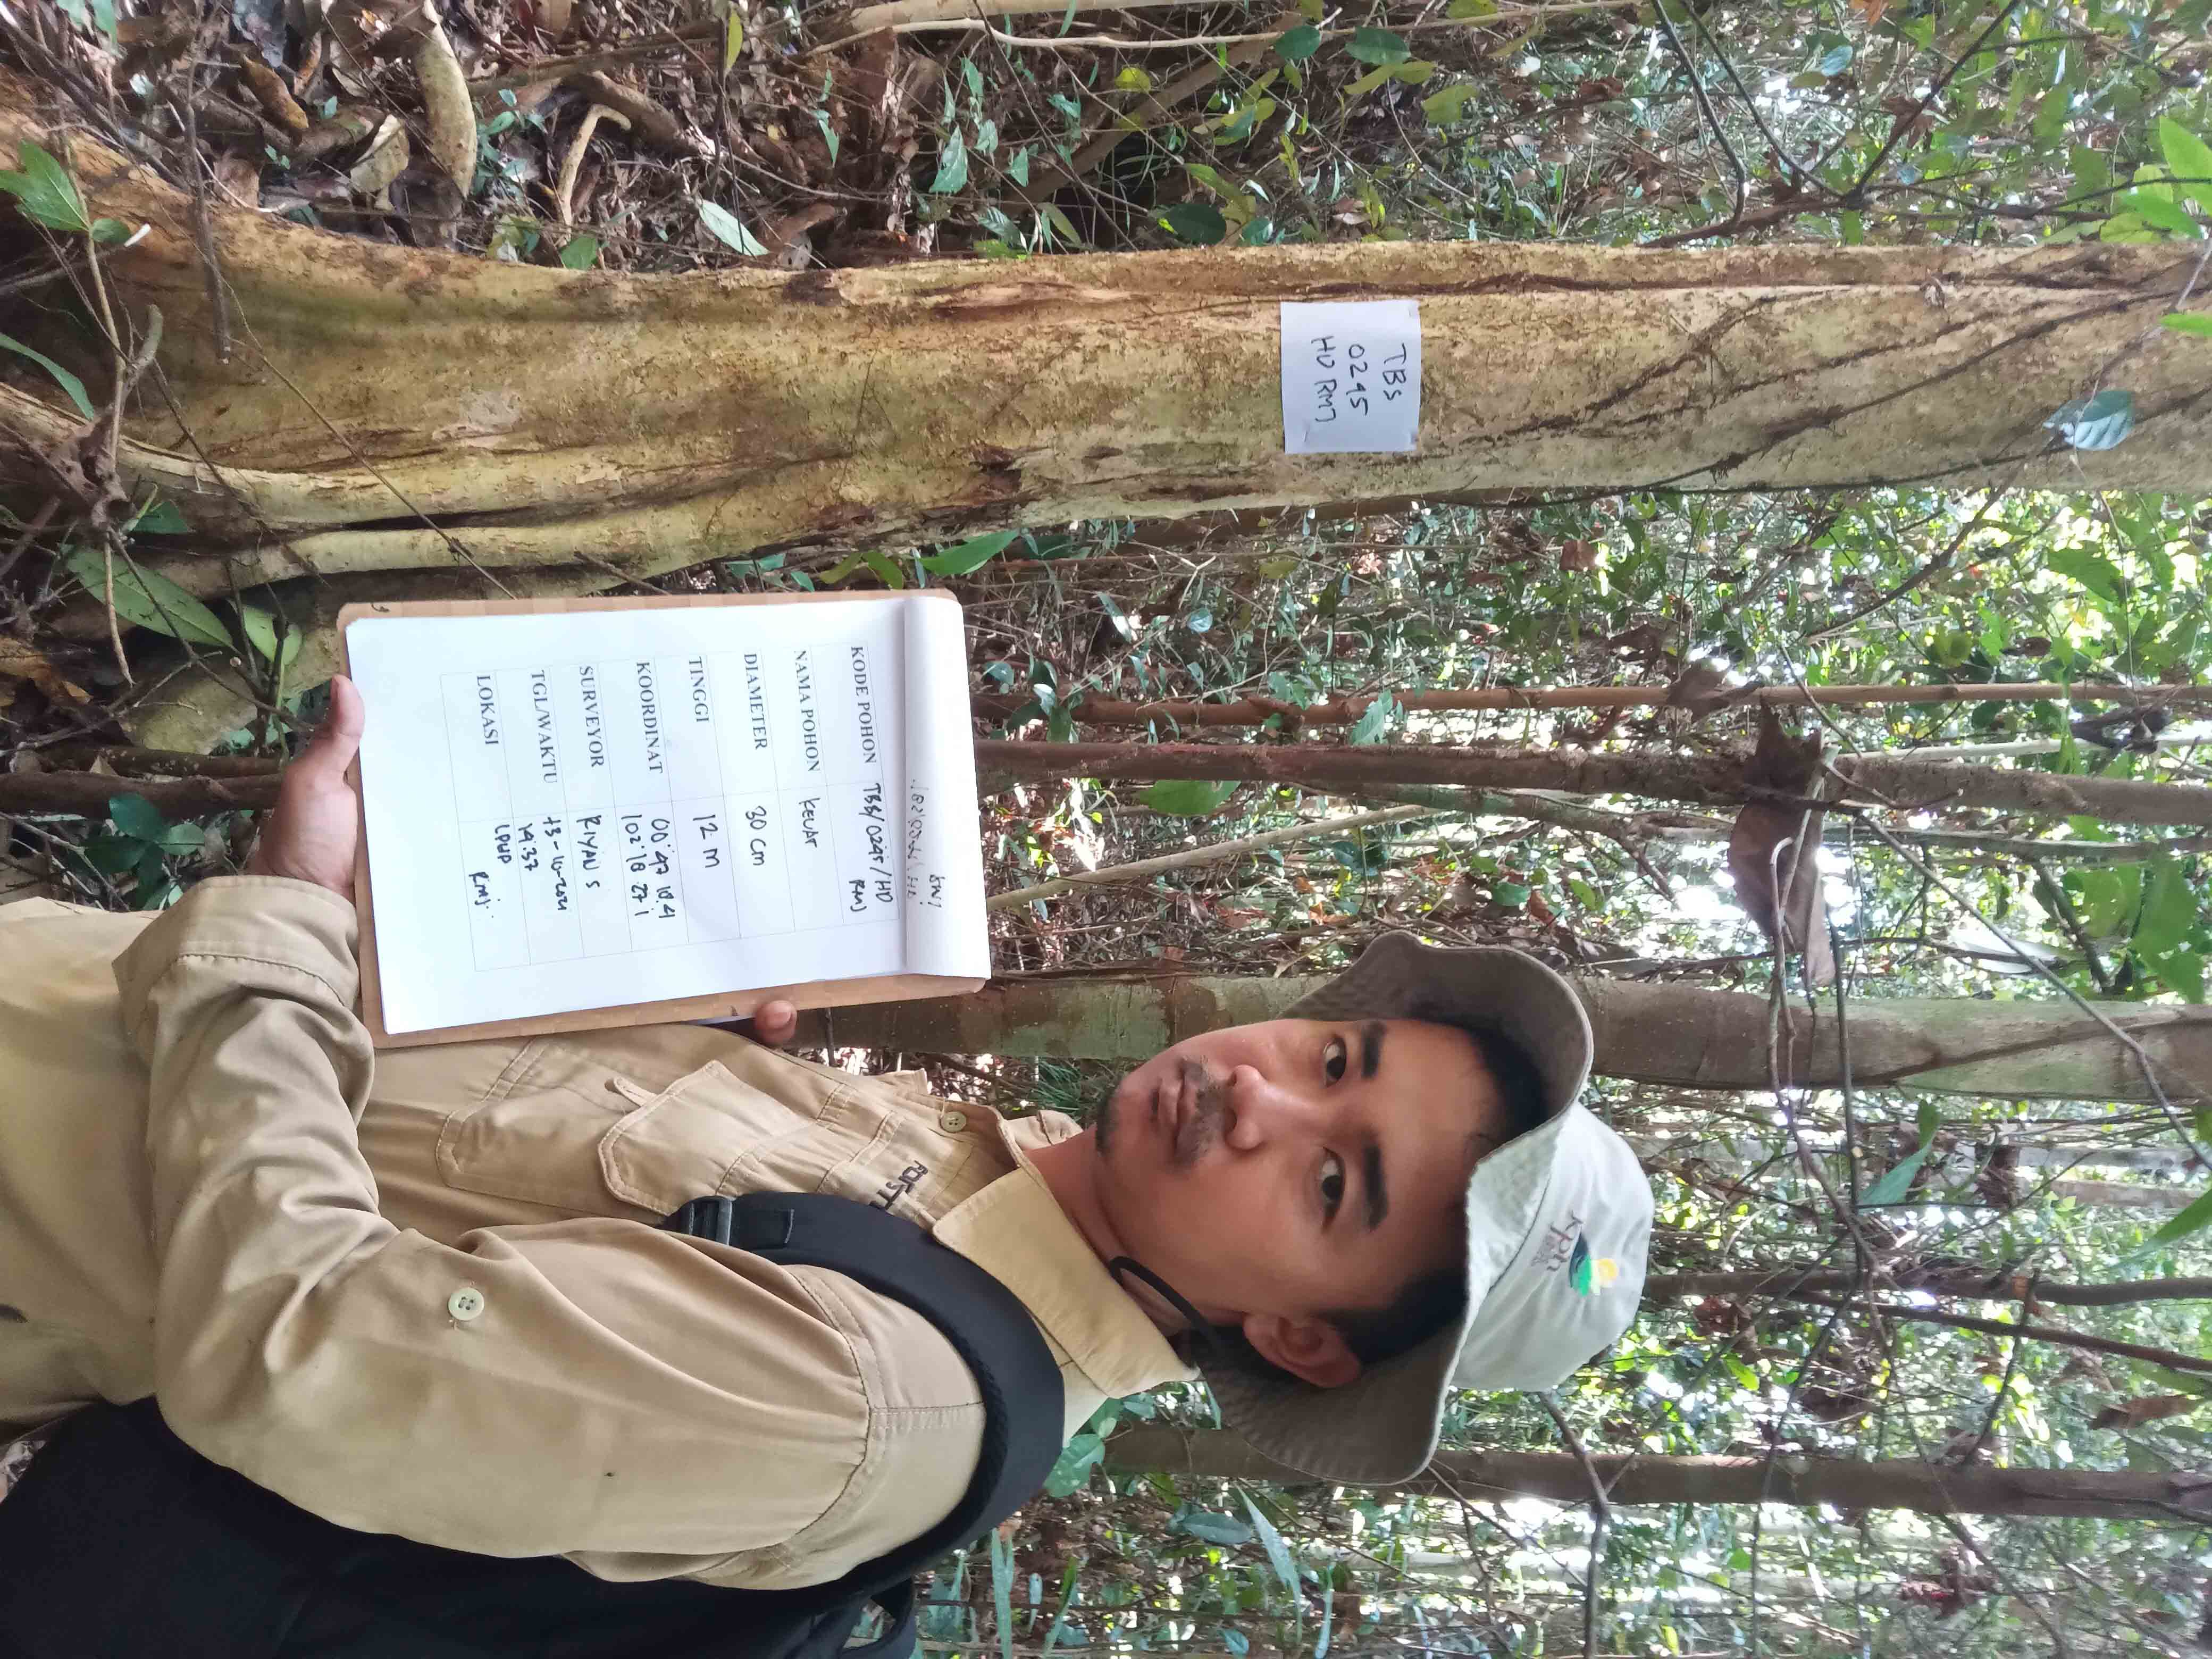 TBS
0295
HD RMJ
kph
KODE POHON TBS/0295/HD
RMJ
NAMA POHON KELAT
DIAMETER 30 cm
TINGGI 12 M
KOORDINAT 00° 47 18.4
102° 18 27 1
SURVEYOR RIYAN S
TGL/WAKTU 13-10-2021
14.37
LOKASI LPHD
RMJ